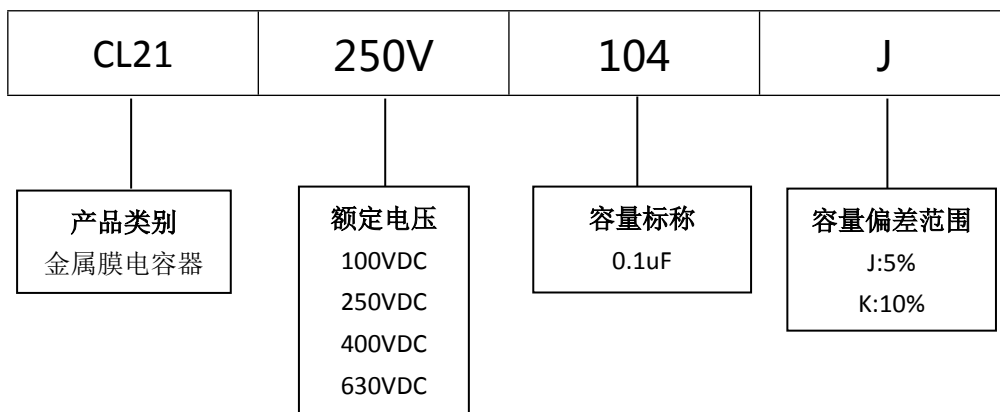 CL21 250V 104 J
产品类别
金属膜电容器
额定电压
100VDC
250VDC
400VDC
630VDC
容量标称
0.1uF
容量偏差范围
J:5%
K:10%